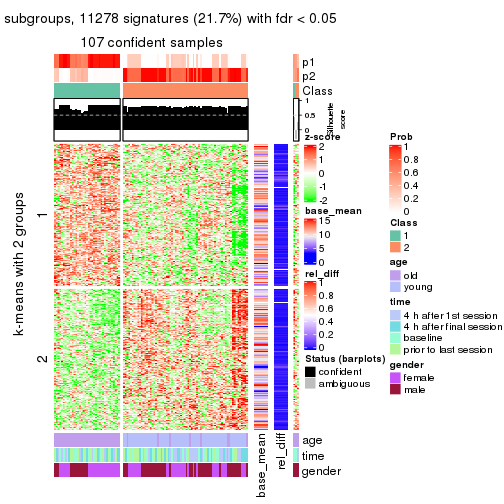 subgroups, 11278 signatures (21.7%) with fdr < 0.05
107 confident samples
p1
p2
Class
1
0.5
0
Silhouette
score
k-means with 2 groups
1
2
z-score
2
1
0
-1
-2
base_mean
15
10
5
0
rel_diff
1
0.8
0.6
0.4
0.2
0
Status (barplots)
confident
ambiguous
Prob
1
0.8
0.6
0.4
0.2
0
Class
1
2
age
old
young
time
4 h after 1st session
4 h after final session
baseline
prior to last session
gender
female
male
age
time
gender
base_mean
rel_diff